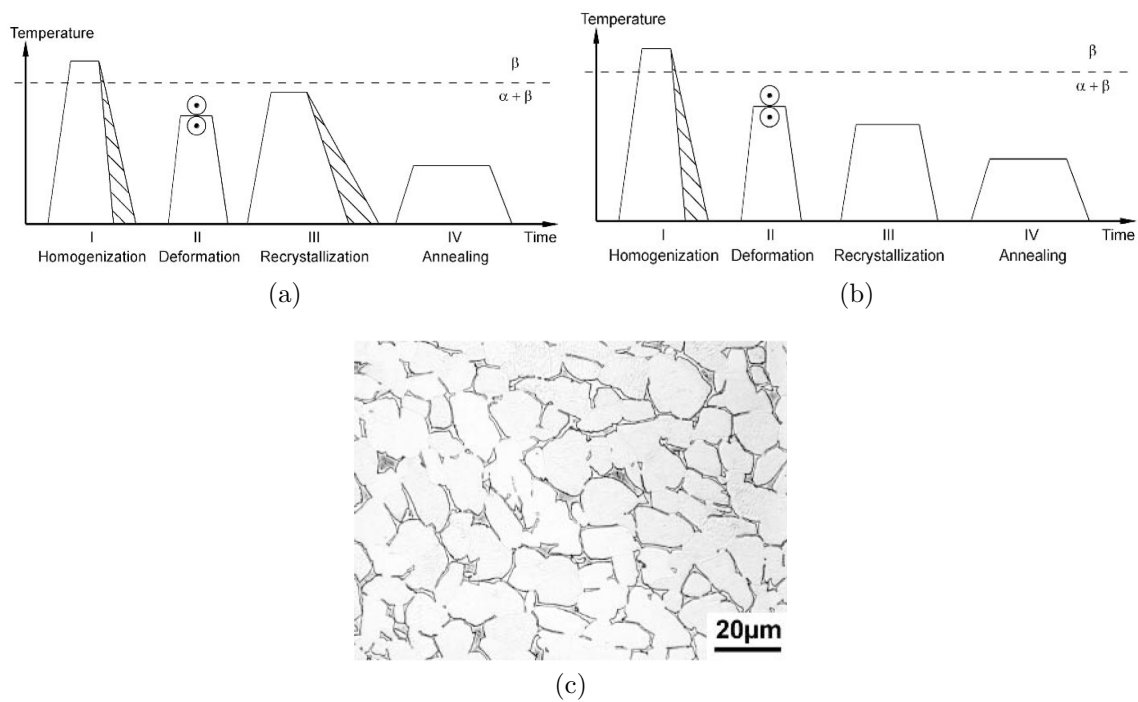 Temperature
β
α + β
I II III IV Time
Homogenization Deformation Recrystallization Annealing
(a)
Temperature
β
α + β
I II III IV Time
Homogenization Deformation Recrystallization Annealing
(b)
20μm
(c)